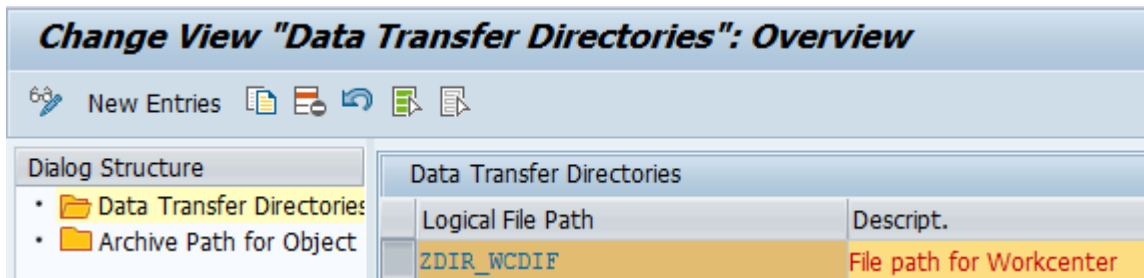 Change View "Data Transfer Directories": Overview
New Entries
Dialog Structure
Data Transfer Directories
Archive Path for Object
Data Transfer Directories
Logical File Path Descript.
ZDIR_WCDIF File path for Workcenter